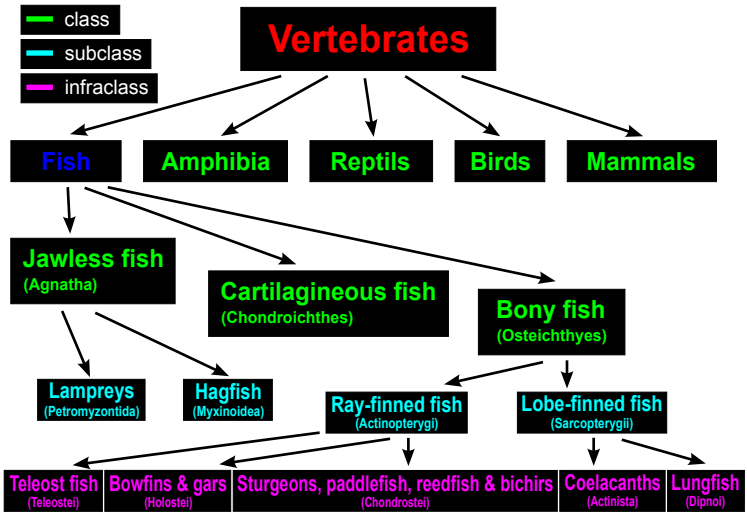 class
subclass
infraclass
Vertebrates
Fish
Amphibia
Reptils
Birds
Mammals
Jawless fish
(Agnatha)
Cartilagineous fish
(Chondroichthes)
Bony fish
(Osteichthyes)
Lampreys
(Petromyzontida)
Hagfish
(Myxinoidea)
Ray-finned fish
(Actinopterygi)
Lobe-finned fish
(Sarcopterygii)
Teleost fish
(Teleostei)
Bowfins & gars
(Holostei)
Sturgeons, paddlefish, reedfish & bichirs
(Chondrostei)
Coelacanths
(Actinista)
Lungfish
(Dipnoi)